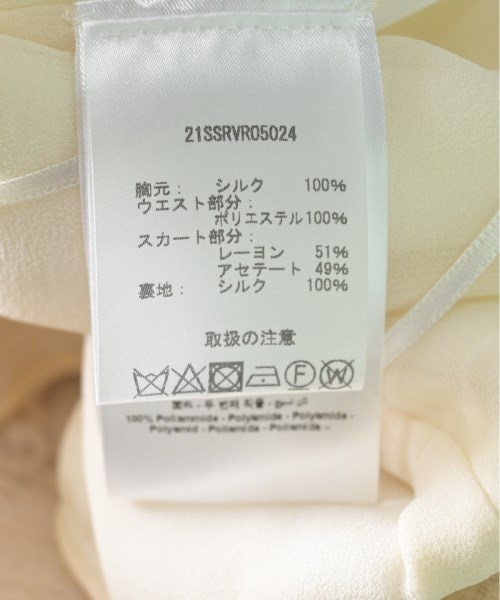 21SSRVR05024
胸元： シルク 100%
ウエスト部分：
ポリエステル100%
スカート部分：
レーヨン 51%
アセテート 49%
裏地： シルク 100%
取扱の注意
F W
100% Poliammide - Polyamide - Polyamide -
Polyamid - Poliamida - Poliamida –